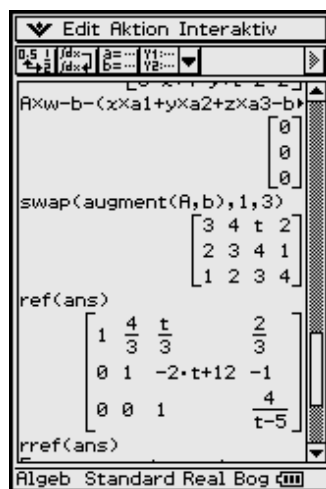 Edit Aktion Interaktiv
A×w-b-(x×a1+y×a2+z×a3-b
0
0
0
swap(augment(A,b),1,3)
3 4 t 2
2 3 4 1
1 2 3 4
ref(ans)
1 4/3 t/3 2/3
0 1 -2·t+12 -1
0 0 1 4/(t-5)
rref(ans)
Algeb Standard Real Bog